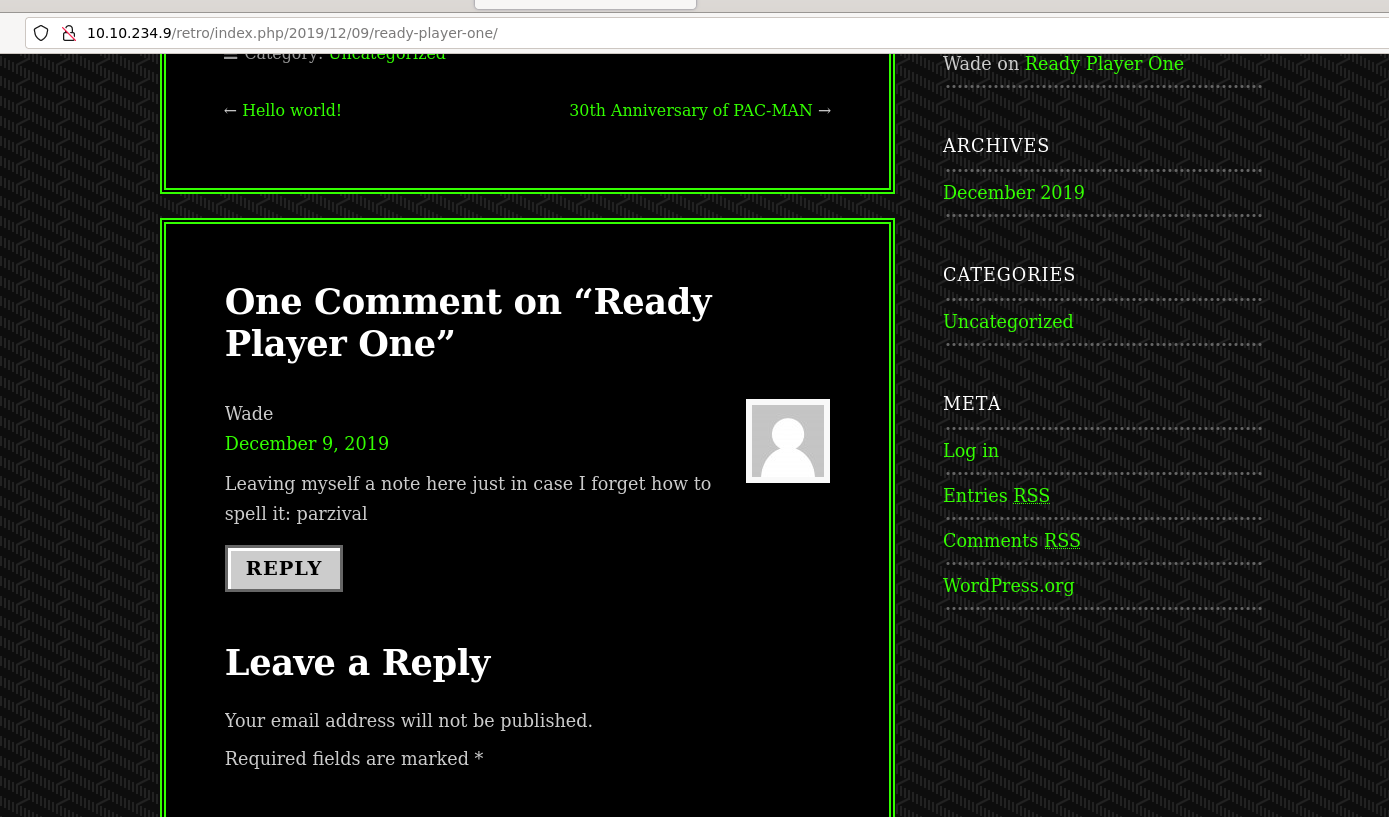 10.10.234.9/retro/index.php/2019/12/09/ready-player-one/
Category: Uncategorized
← Hello world!
30th Anniversary of PAC-MAN →
One Comment on “Ready
Player One”
Wade
December 9, 2019
Leaving myself a note here just in case I forget how to
spell it: parzival
REPLY
Leave a Reply
Your email address will not be published.
Required fields are marked *
Wade on Ready Player One
ARCHIVES
December 2019
CATEGORIES
Uncategorized
META
Log in
Entries RSS
Comments RSS
WordPress.org